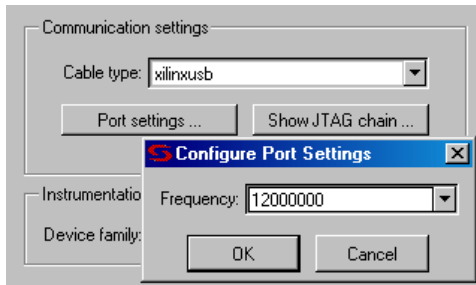 Communication settings
Cable type: xilinxusb
Port settings ... Show JTAG chain ...
Configure Port Settings
Instrumentatio
Frequency: 12000000
Device family:
OK Cancel